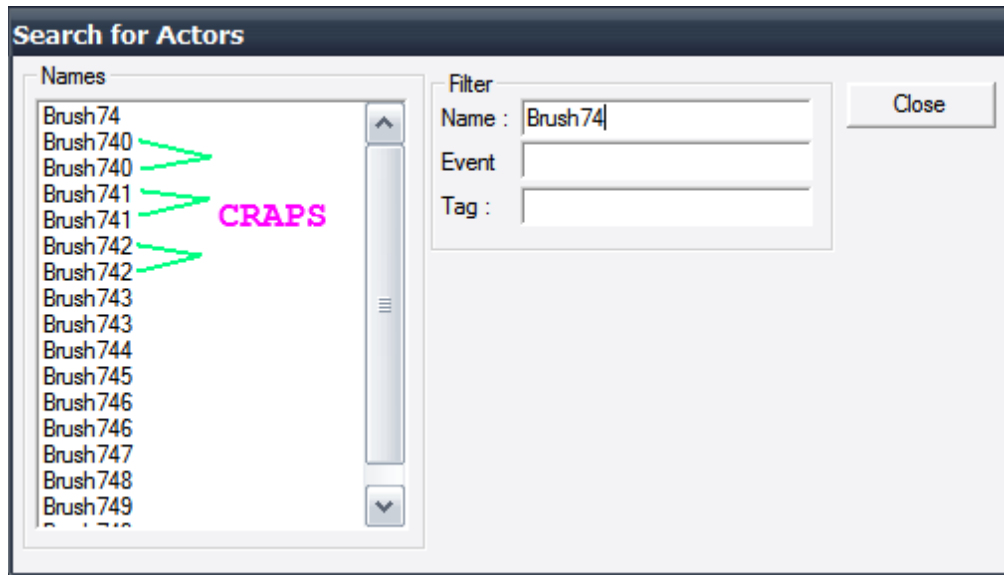 Search for Actors
Names
Brush74
Brush740
Brush740
Brush741
Brush741
Brush742
Brush742
Brush743
Brush743
Brush744
Brush745
Brush746
Brush746
Brush747
Brush748
Brush749
CRAPS
Filter
Name : Brush74
Event
Tag :
Close